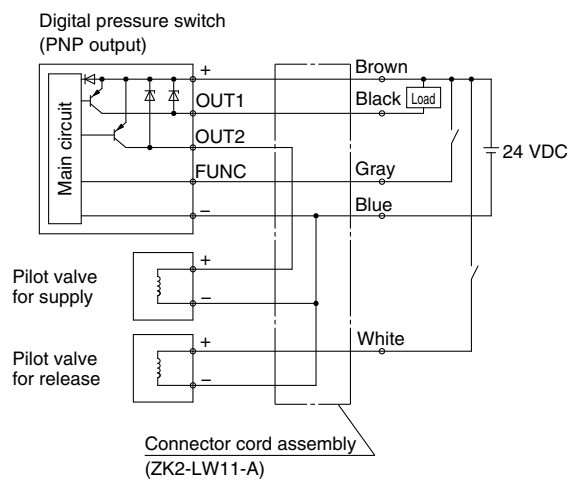 Digital pressure switch
(PNP output)
+
Brown
OUT1
Black
Load
OUT2
Main circuit
24 VDC
FUNC
Gray
–
Blue
Pilot valve
for supply
+
–
Pilot valve
for release
+
White
–
Connector cord assembly
(ZK2-LW11-A)